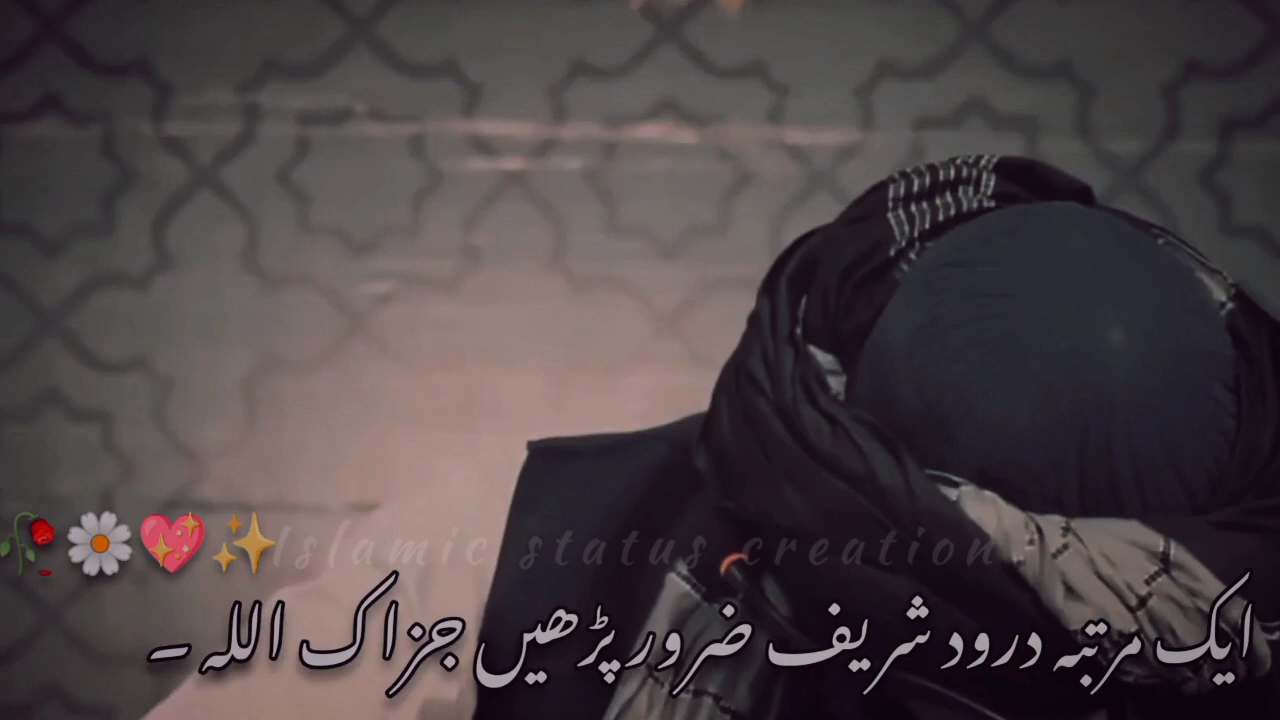 Islamic status creation
ایک مرتبہ درود شریف ضرور پڑھیں جزاک اللہ۔